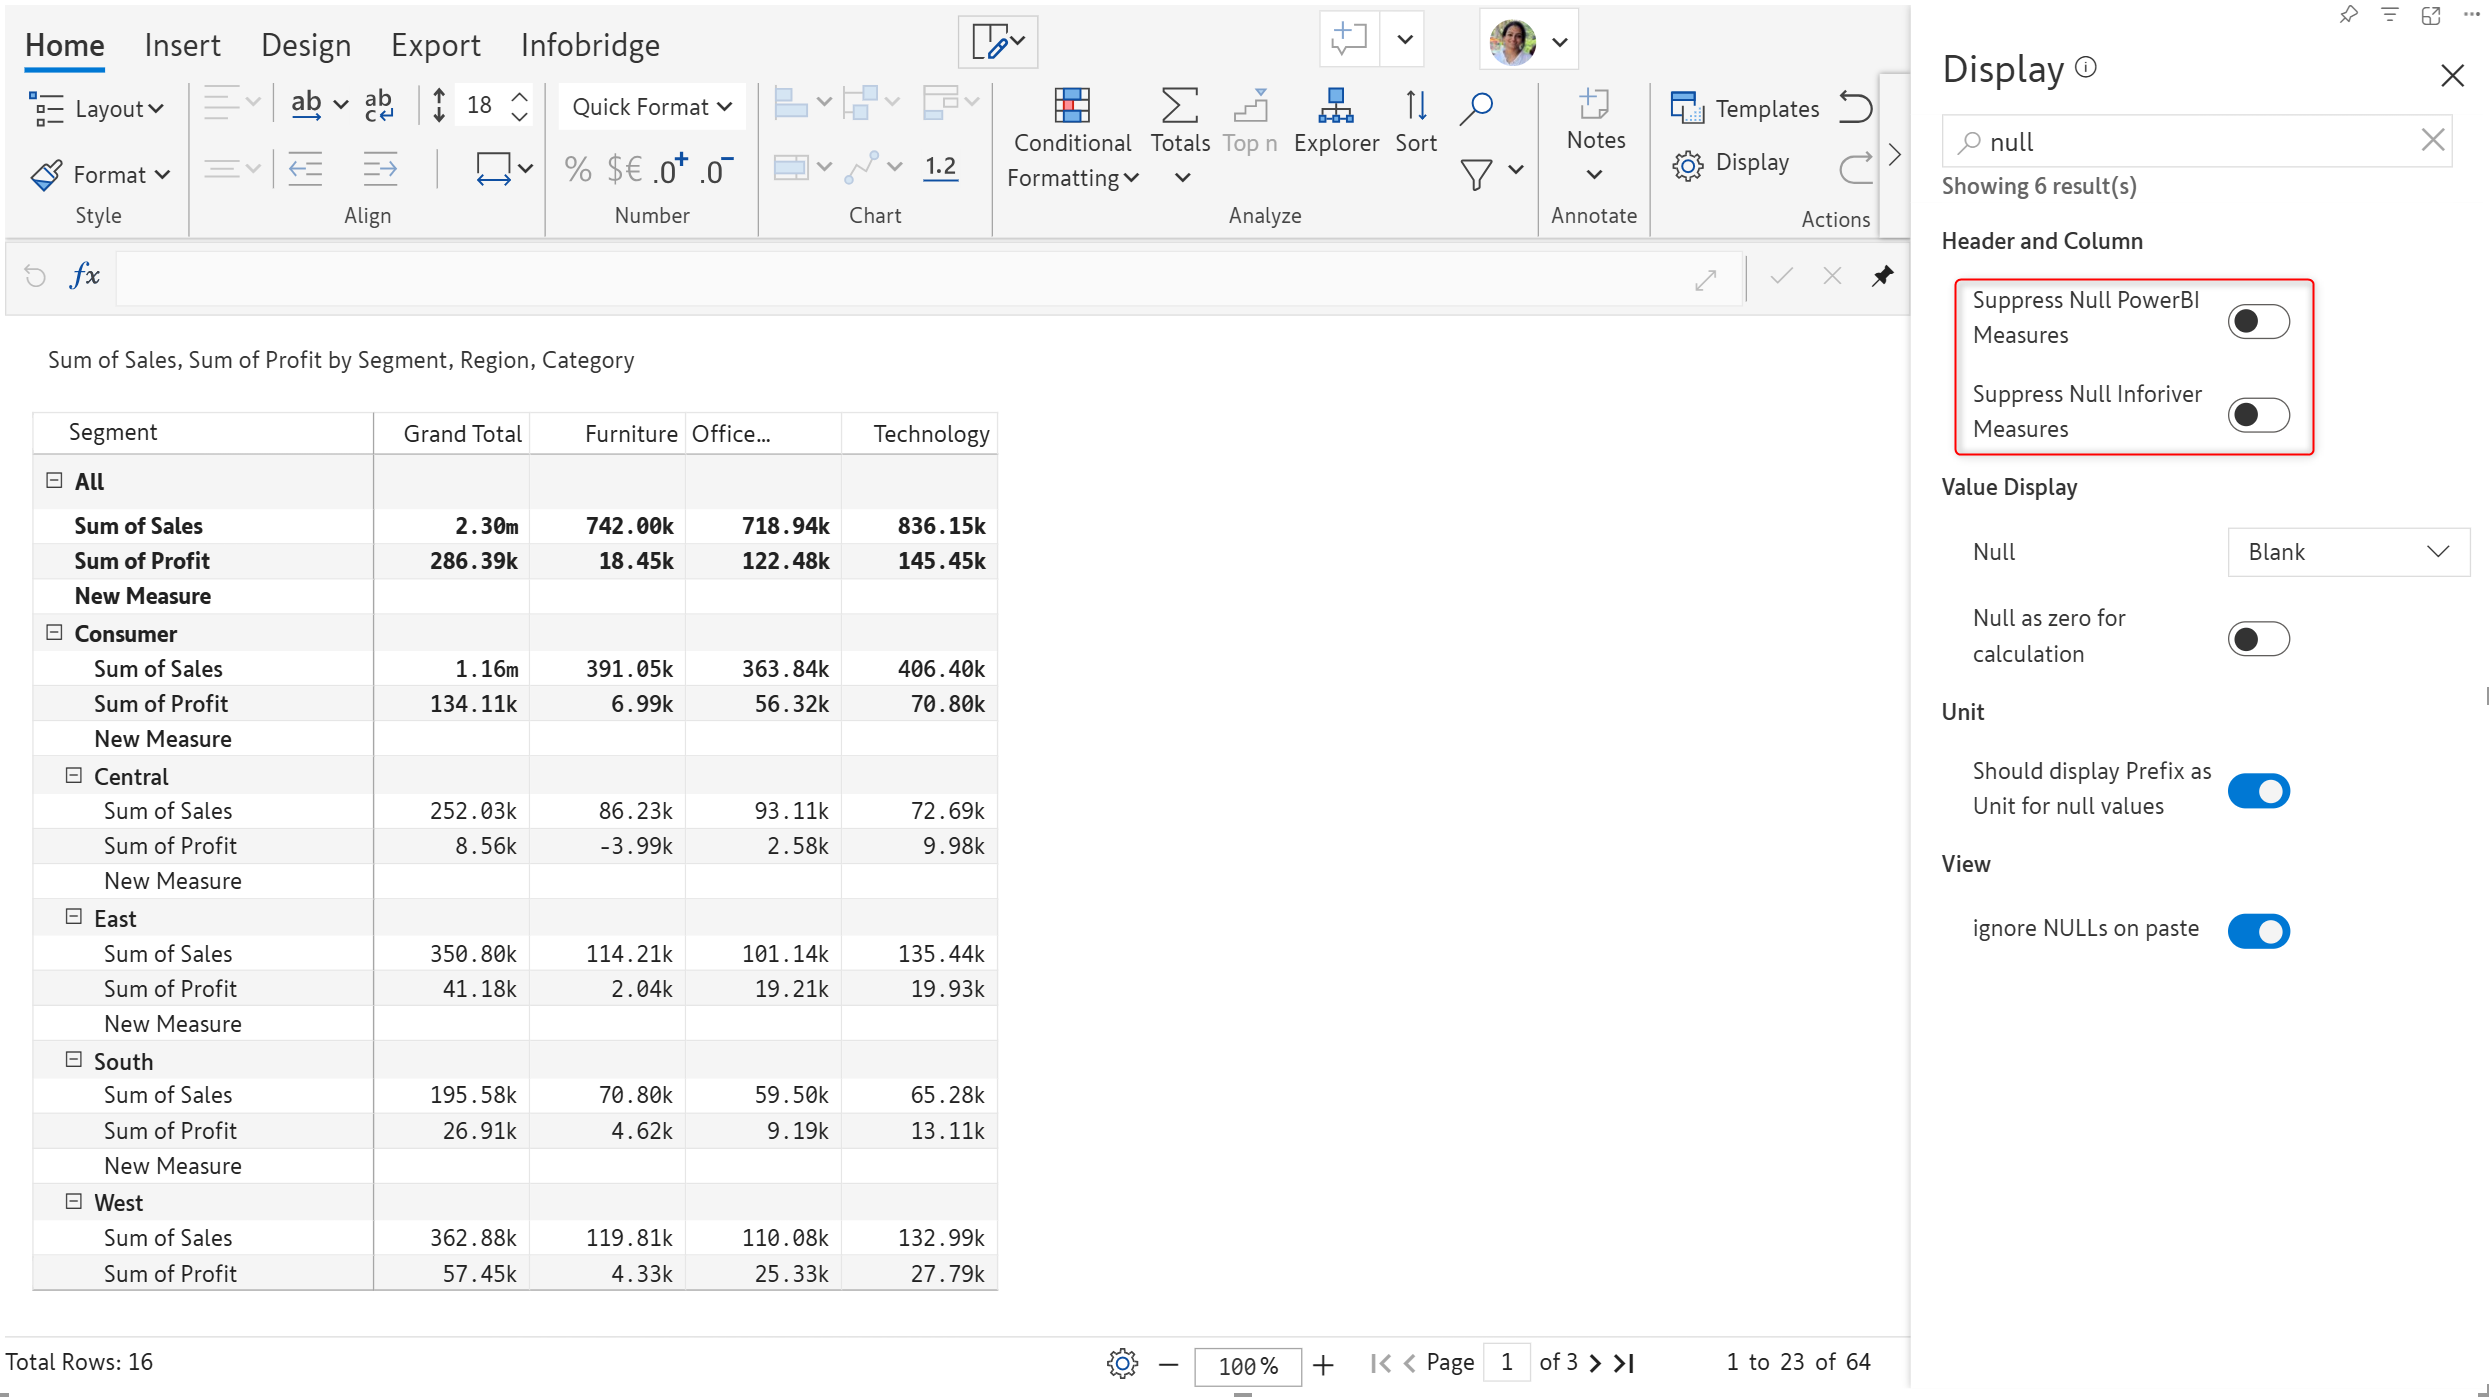 Home Insert Design Export Infobridge
Layout ab ab c 18 Quick Format
Format % $€ .0+ .0- 1.2
Conditional Formatting Totals Top n Explorer Sort
Notes
Templates
Display
Style Align Number Chart Analyze Annotate Actions
fx
Sum of Sales, Sum of Profit by Segment, Region, Category
Segment Grand Total Furniture Office... Technology
All
Sum of Sales 2.30m 742.00k 718.94k 836.15k
Sum of Profit 286.39k 18.45k 122.48k 145.45k
New Measure
Consumer
Sum of Sales 1.16m 391.05k 363.84k 406.40k
Sum of Profit 134.11k 6.99k 56.32k 70.80k
New Measure
Central
Sum of Sales 252.03k 86.23k 93.11k 72.69k
Sum of Profit 8.56k -3.99k 2.58k 9.98k
New Measure
East
Sum of Sales 350.80k 114.21k 101.14k 135.44k
Sum of Profit 41.18k 2.04k 19.21k 19.93k
New Measure
South
Sum of Sales 195.58k 70.80k 59.50k 65.28k
Sum of Profit 26.91k 4.62k 9.19k 13.11k
New Measure
West
Sum of Sales 362.88k 119.81k 110.08k 132.99k
Sum of Profit 57.45k 4.33k 25.33k 27.79k
Total Rows: 16 100% Page 1 of 3 1 to 23 of 64
Display
null
Showing 6 result(s)
Header and Column
Suppress Null PowerBI
Measures
Suppress Null Inforiver
Measures
Value Display
Null Blank
Null as zero for
calculation
Unit
Should display Prefix as
Unit for null values
View
ignore NULLs on paste